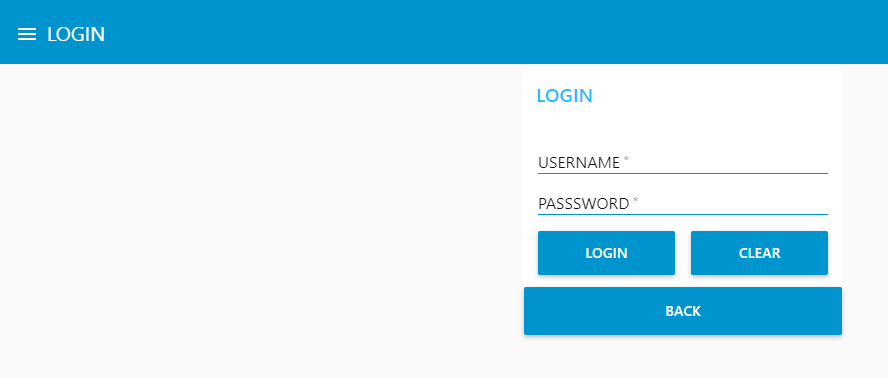 LOGIN
LOGIN
USERNAME *
PASSSWORD *
LOGIN CLEAR
BACK